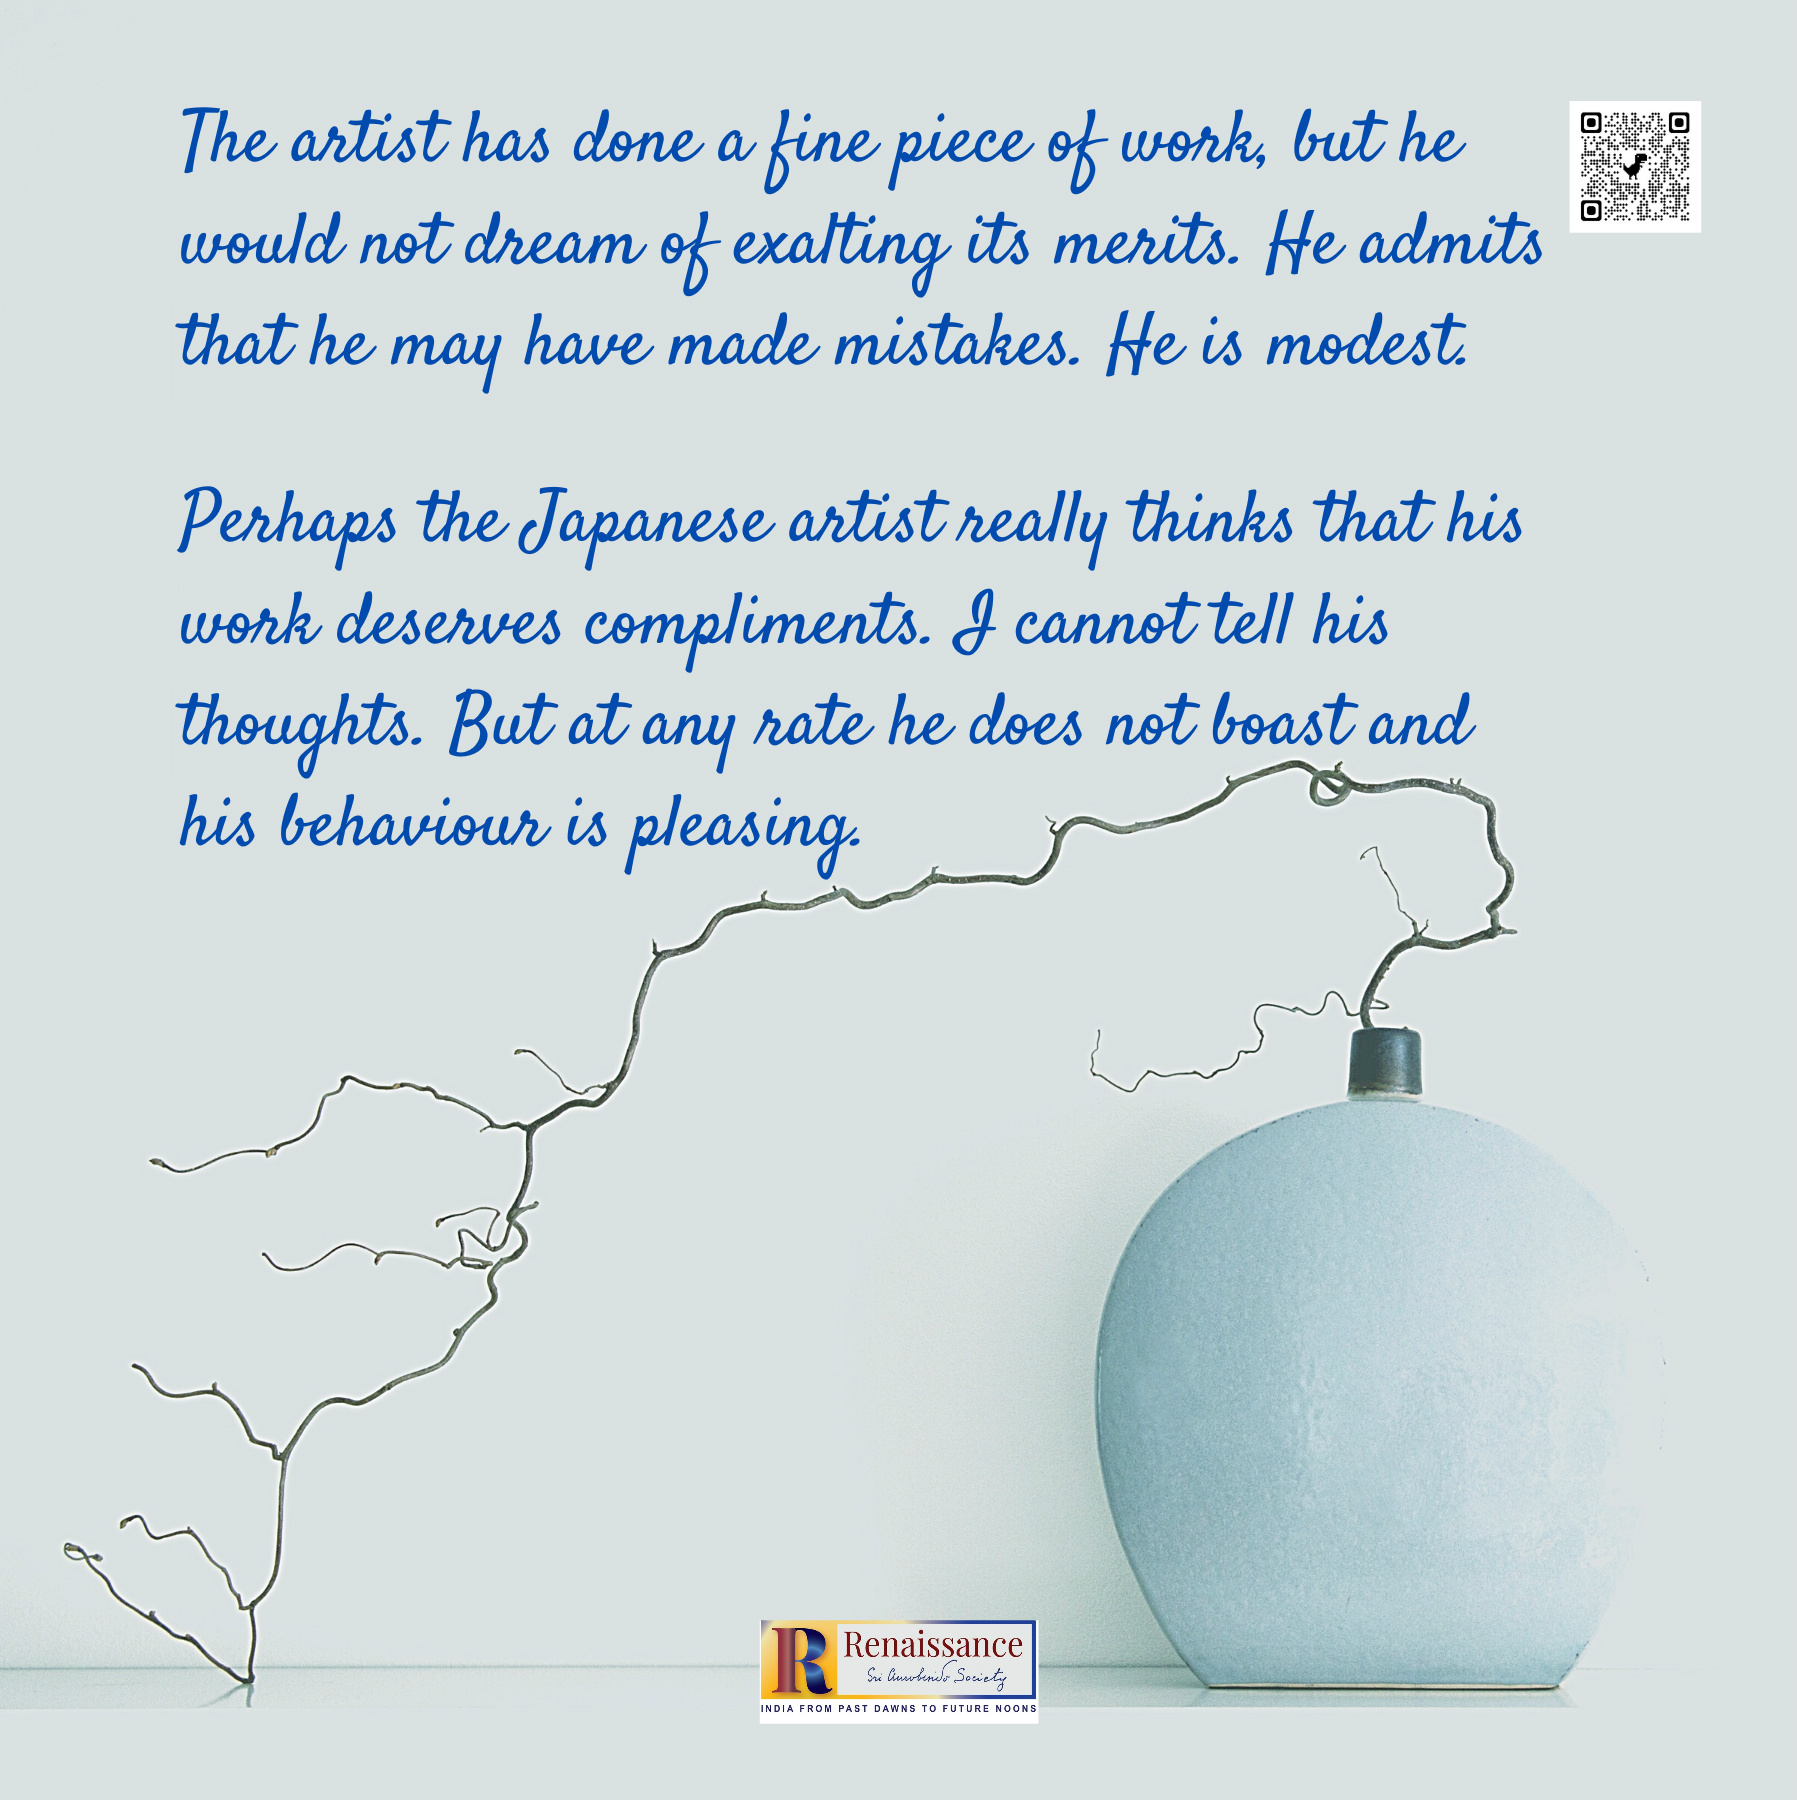 The artist has done a fine piece of work, but he
would not dream of exalting its merits. He admits
that he may have made mistakes. He is modest.
Perhaps the Japanese artist really thinks that his
work deserves compliments. I cannot tell his
thoughts. But at any rate he does not boast and
his behaviour is pleasing.
R
Renaissance
Sri Aurobindo Society
INDIA FROM PAST DAWNS TO FUTURE NOONS